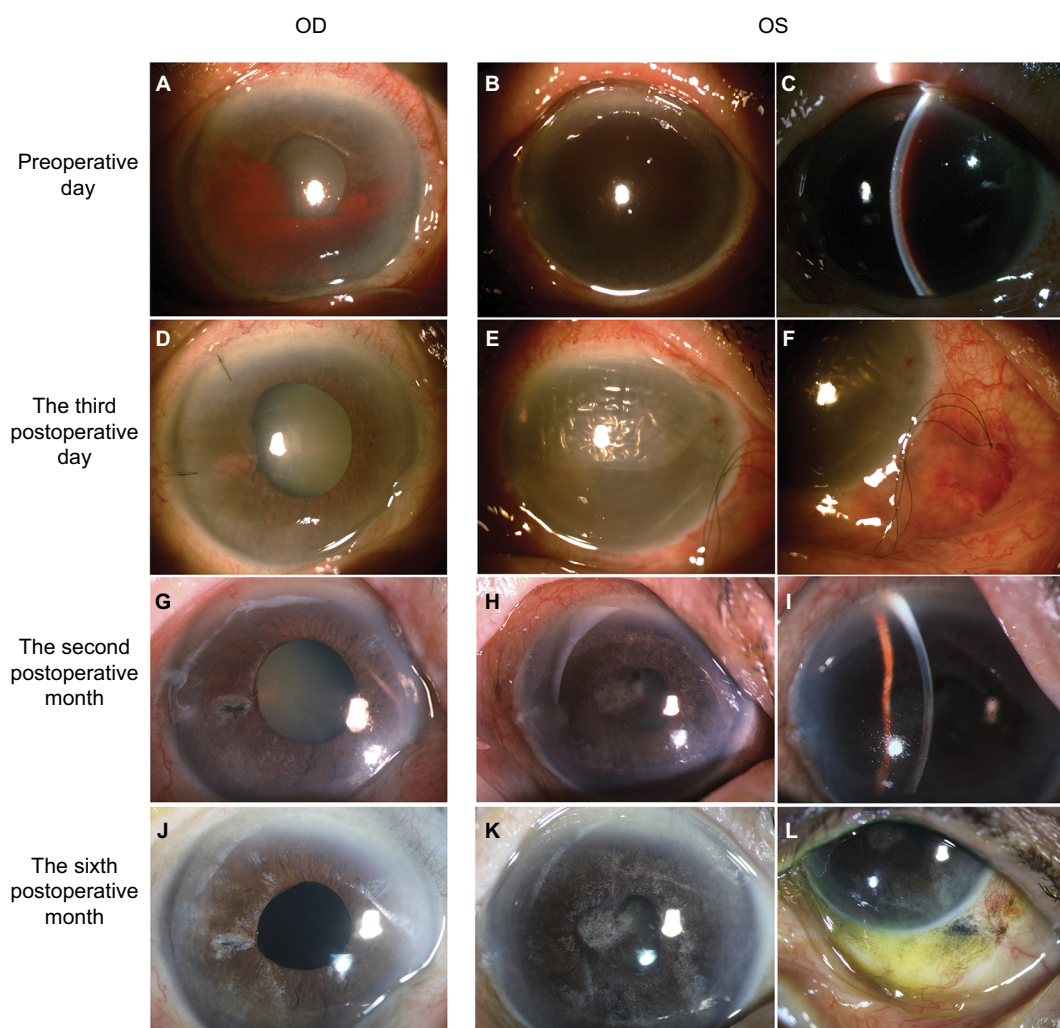 OD
OS
Preoperative
day
A
B
C
The third
postoperative
day
D
E
F
The second
postoperative
month
G
H
I
The sixth
postoperative
month
J
K
L